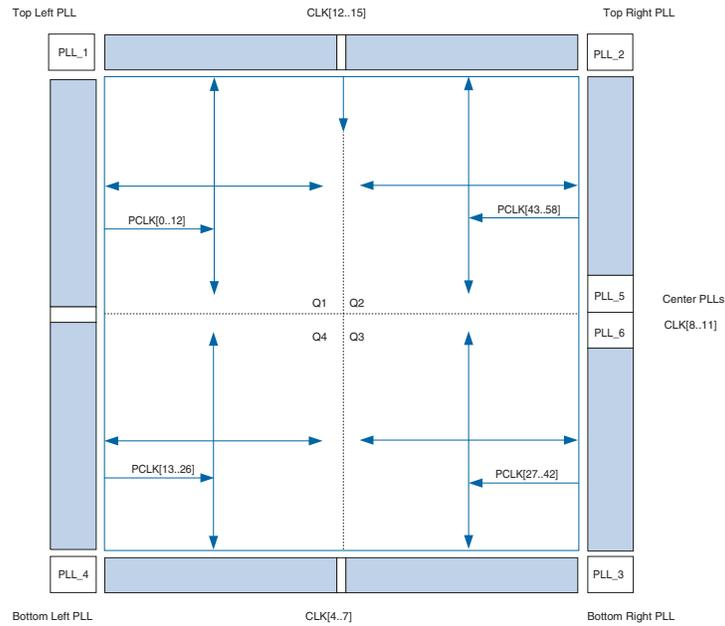 Top Left PLL
CLK[12..15]
Top Right PLL
PLL_1
PLL_2
PCLK[0..12]
PCLK[43..58]
PLL_5
Center PLLs
Q1
Q2
CLK[8..11]
PLL_6
Q4
Q3
PCLK[13..26]
PCLK[27..42]
PLL_4
PLL_3
Bottom Left PLL
CLK[4..7]
Bottom Right PLL